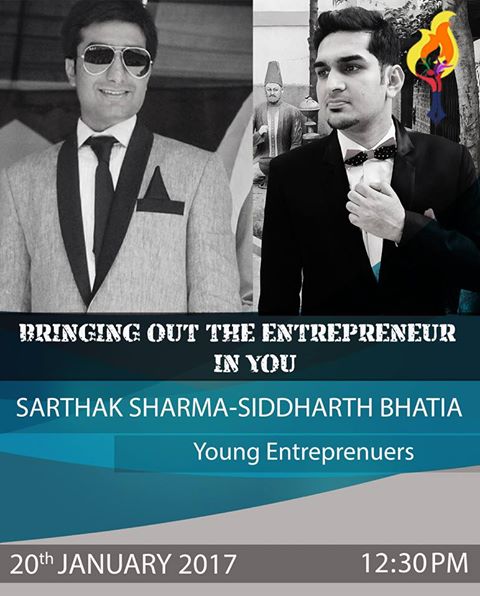 BRINGING OUT THE ENTREPRENEUR
IN YOU
SARTHAK SHARMA-SIDDHARTH BHATIA
Young Entreprenuers
20th JANUARY 2017
12:30 PM